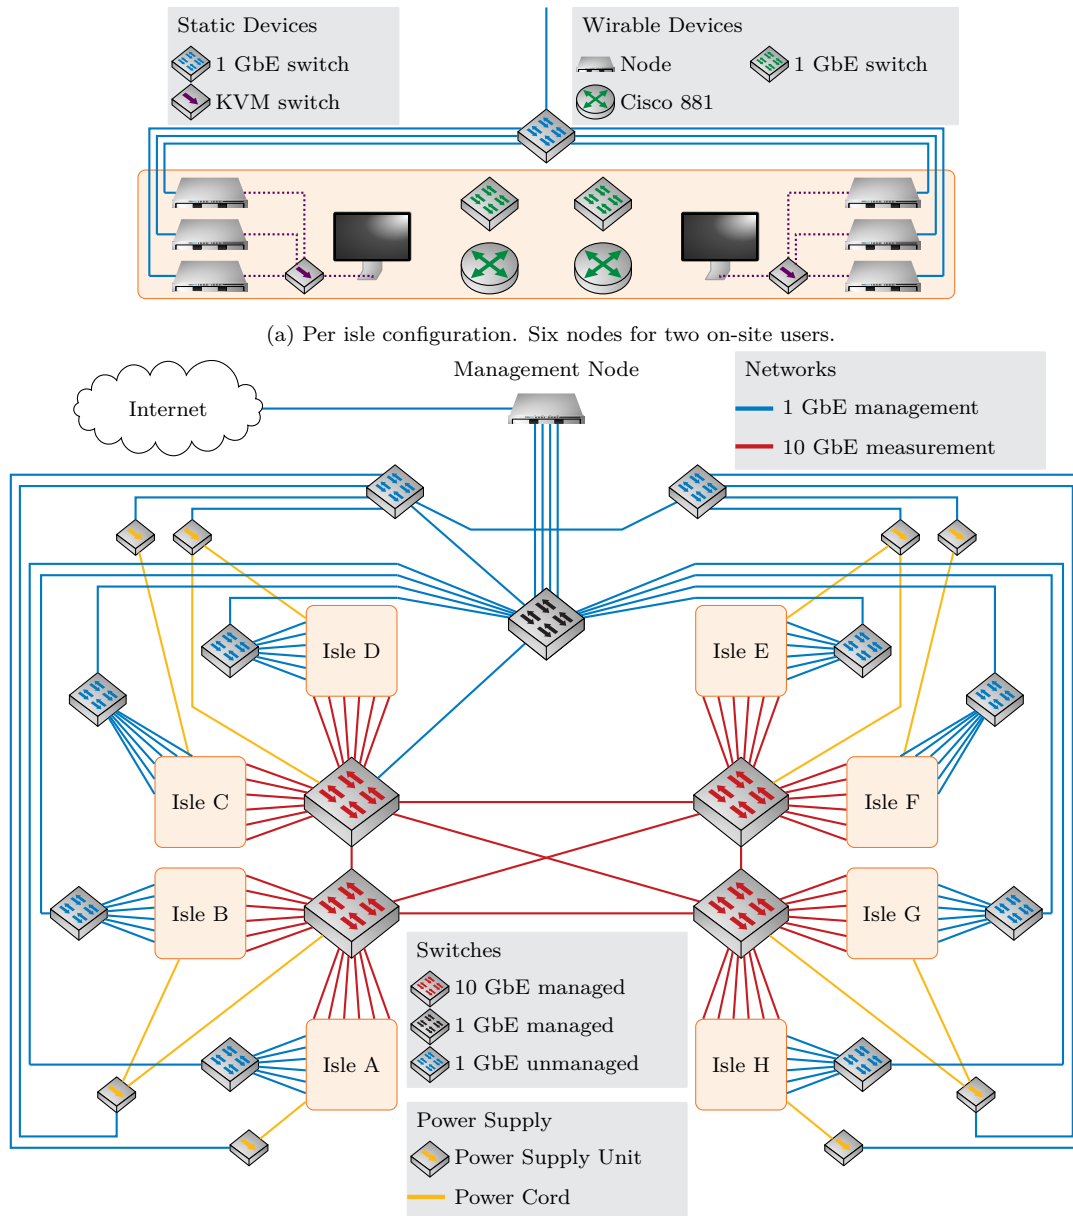 Static Devices
1 GbE switch
KVM switch
Wirable Devices
Node
1 GbE switch
Cisco 881
(a) Per isle configuration. Six nodes for two on-site users.
Management Node
Internet
Networks
1 GbE management
10 GbE measurement
Isle D
Isle E
Isle C
Isle F
Isle B
Isle G
Switches
10 GbE managed
1 GbE managed
1 GbE unmanaged
Isle A
Isle H
Power Supply
Power Supply Unit
Power Cord